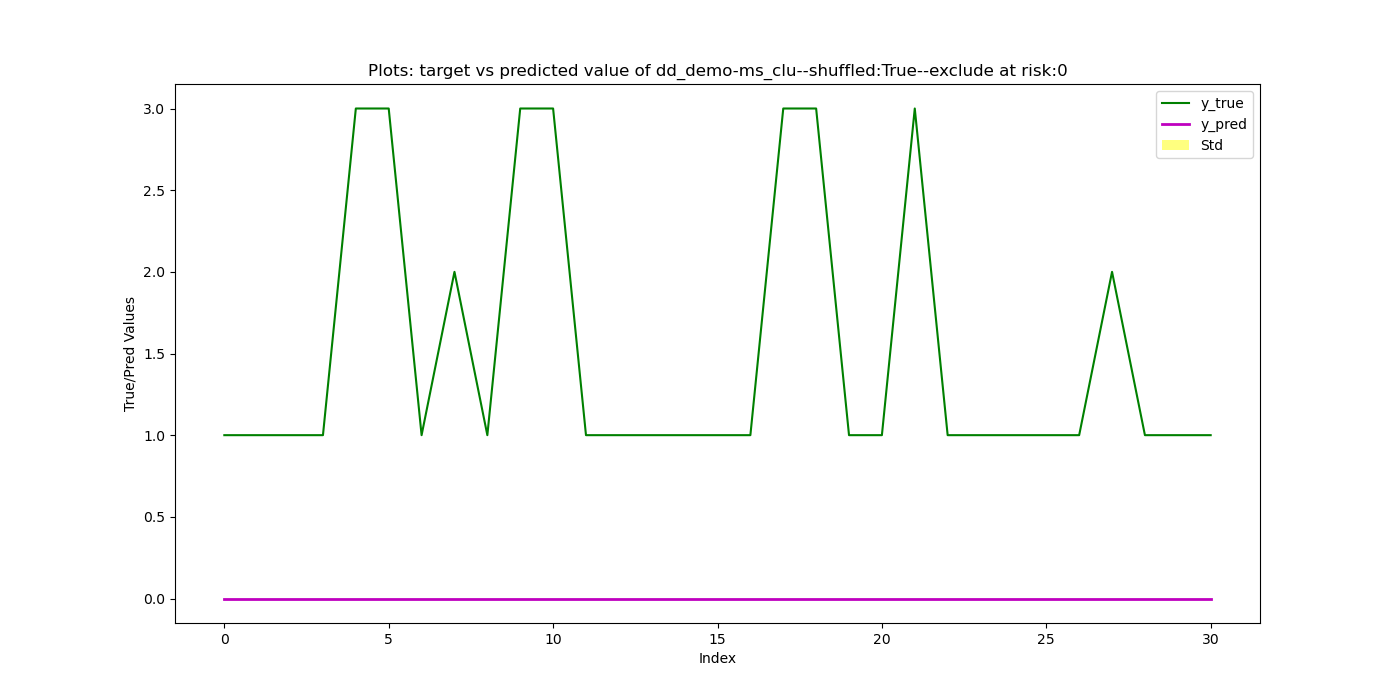 Plots: target vs predicted value of dd_demo-ms_clu--shuffled:True--exclude at risk:0
y_true
y_pred
Std
3.0
2.5
2.0
1.5
1.0
0.5
0.0
True/Pred Values
0 5 10 15 20 25 30
Index